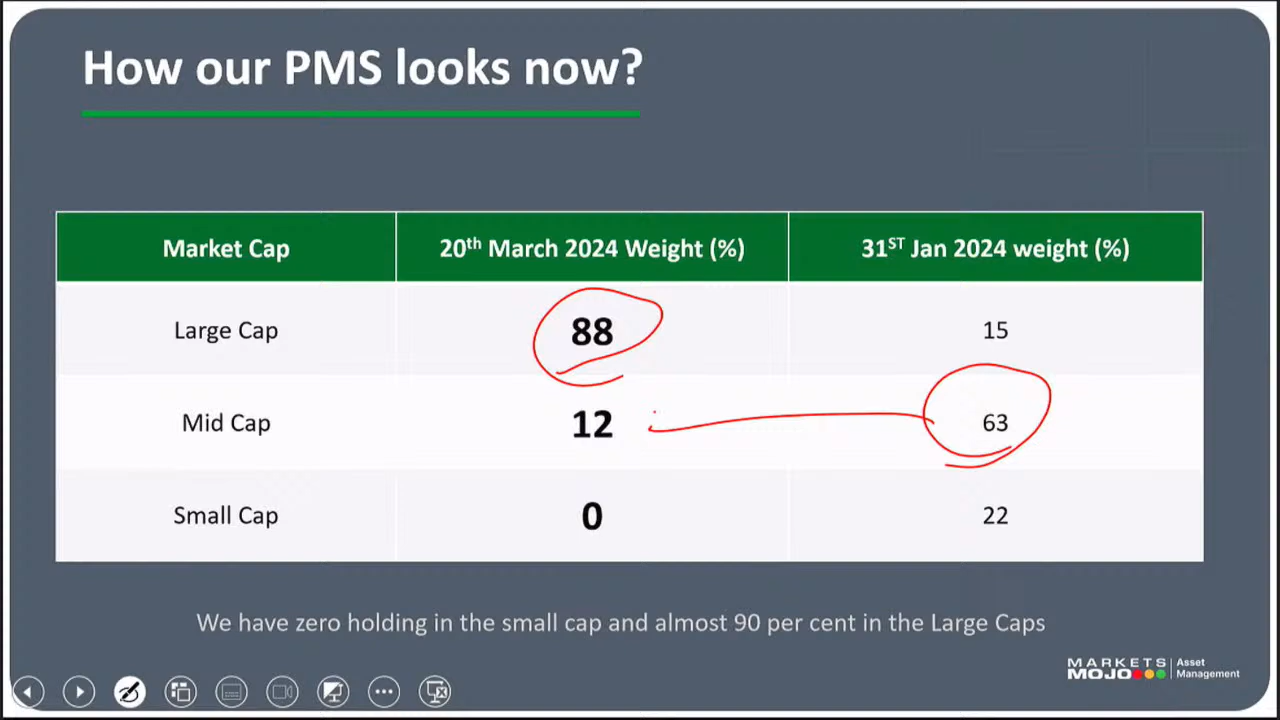 How our PMS looks now?
Market Cap 20th March 2024 Weight (%) 31ST Jan 2024 weight (%)
Large Cap 88 15
Mid Cap 12 63
Small Cap 0 22
We have zero holding in the small cap and almost 90 per cent in the Large Caps
MARKETS MOJO Asset Management